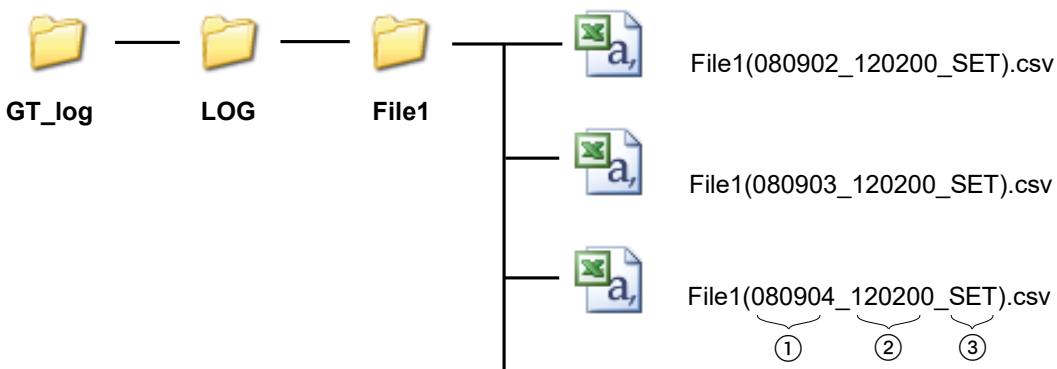 GT_log
LOG
File1
File1(080902_120200_SET).csv
File1(080903_120200_SET).csv
File1(080904_120200_SET).csv
① ② ③